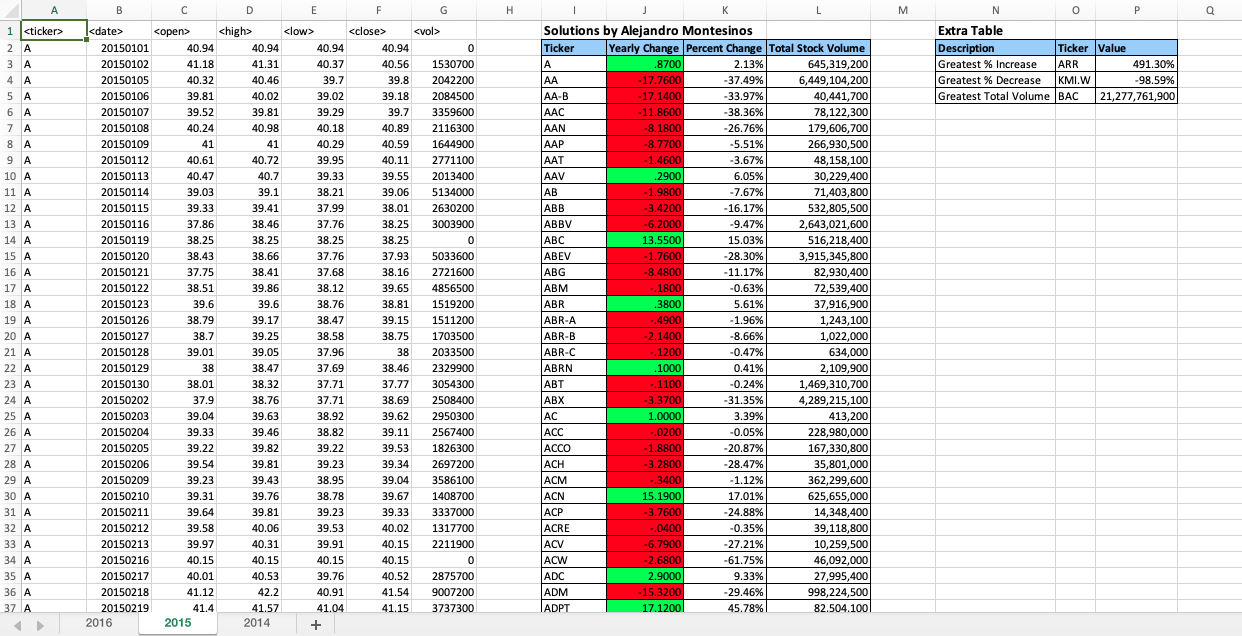 A B C D E F G H I J K L M N O P Q
1 <ticker> <date> <open> <high> <low> <close> <vol> Solutions by Alejandro Montesinos Extra Table
2 A 20150101 40.94 40.94 40.94 40.94 0 Ticker Yearly Change Percent Change Total Stock Volume Description Ticker Value
3 A 20150102 41.18 41.31 40.37 40.56 1530700 A .8700 2.13% 645,319,200 Greatest % Increase ARR 491.30%
4 A 20150105 40.32 40.46 39.7 39.8 2042200 AA -17.7600 -37.49% 6,449,104,200 Greatest % Decrease KMI.W -98.59%
5 A 20150106 39.81 40.02 39.02 39.18 2084500 AA-B -17.1400 -33.97% 40,441,700 Greatest Total Volume BAC 21,277,761,900
6 A 20150107 39.52 39.81 39.29 39.7 3359600 AAC -11.8600 -38.36% 78,122,300
7 A 20150108 40.24 40.98 40.18 40.89 2116300 AAN -8.1800 -26.76% 179,606,700
8 A 20150109 41 41 40.29 40.59 1644900 AAP -8.7700 -5.51% 266,930,500
9 A 20150112 40.61 40.72 39.95 40.11 2771100 AAT -1.4600 -3.67% 48,158,100
10 A 20150113 40.47 40.7 39.33 39.55 2013400 AAV .2900 6.05% 30,229,400
11 A 20150114 39.03 39.1 38.21 39.06 5134000 AB -1.9800 -7.67% 71,403,800
12 A 20150115 39.33 39.41 37.99 38.01 2630200 ABB -3.4200 -16.17% 532,805,500
13 A 20150116 37.86 38.46 37.76 38.25 3003900 ABBV -6.2000 -9.47% 2,643,021,600
14 A 20150119 38.25 38.25 38.25 38.25 0 ABC 13.5500 15.03% 516,218,400
15 A 20150120 38.43 38.66 37.76 37.93 5033600 ABEV -1.7600 -28.30% 3,915,345,800
16 A 20150121 37.75 38.41 37.68 38.16 2721600 ABG -8.4800 -11.17% 82,930,400
17 A 20150122 38.51 39.86 38.12 39.65 4856500 ABM -.1800 -0.63% 72,539,400
18 A 20150123 39.6 39.6 38.76 38.81 1519200 ABR .3800 5.61% 37,916,900
19 A 20150126 38.79 39.17 38.47 39.15 1511200 ABR-A -.4900 -1.96% 1,243,100
20 A 20150127 38.7 39.25 38.58 38.75 1703500 ABR-B -2.1400 -8.66% 1,022,000
21 A 20150128 39.01 39.05 37.96 38 2033500 ABR-C -.1200 -0.47% 634,000
22 A 20150129 38 38.47 37.69 38.46 2329900 ABRN .1000 0.41% 2,109,900
23 A 20150130 38.01 38.32 37.71 37.77 3054300 ABT -.1100 -0.24% 1,469,310,700
24 A 20150202 37.9 38.76 37.71 38.69 2508400 ABX -3.3700 -31.35% 4,289,215,100
25 A 20150203 39.04 39.63 38.92 39.62 2950300 AC 1.0000 3.39% 413,200
26 A 20150204 39.33 39.46 38.82 39.11 2567400 ACC -.0200 -0.05% 228,980,000
27 A 20150205 39.22 39.82 39.22 39.53 1826300 ACCO -1.8800 -20.87% 167,330,800
28 A 20150206 39.54 39.81 39.23 39.34 2697200 ACH -3.2800 -28.47% 35,801,000
29 A 20150209 39.23 39.43 38.95 39.04 3586100 ACM -.3400 -1.12% 362,299,600
30 A 20150210 39.31 39.76 38.78 39.67 1408700 ACN 15.1900 17.01% 625,655,000
31 A 20150211 39.64 39.81 39.23 39.33 3337000 ACP -3.7600 -24.88% 14,348,400
32 A 20150212 39.58 40.06 39.53 40.02 1317700 ACRE -.0400 -0.35% 39,118,800
33 A 20150213 39.97 40.31 39.91 40.15 2211900 ACV -6.7900 -27.21% 10,259,500
34 A 20150216 40.15 40.15 40.15 40.15 0 ACW -2.6800 -61.75% 46,092,000
35 A 20150217 40.01 40.53 39.76 40.52 2875700 ADC 2.9000 9.33% 27,995,400
36 A 20150218 41.12 42.2 40.91 41.54 9007200 ADM -15.3200 -29.46% 998,224,500
37 A 20150219 41.4 41.57 41.04 41.15 3737300 ADPT 17.1200 45.78% 82,504,100
2016 2015 2014 +